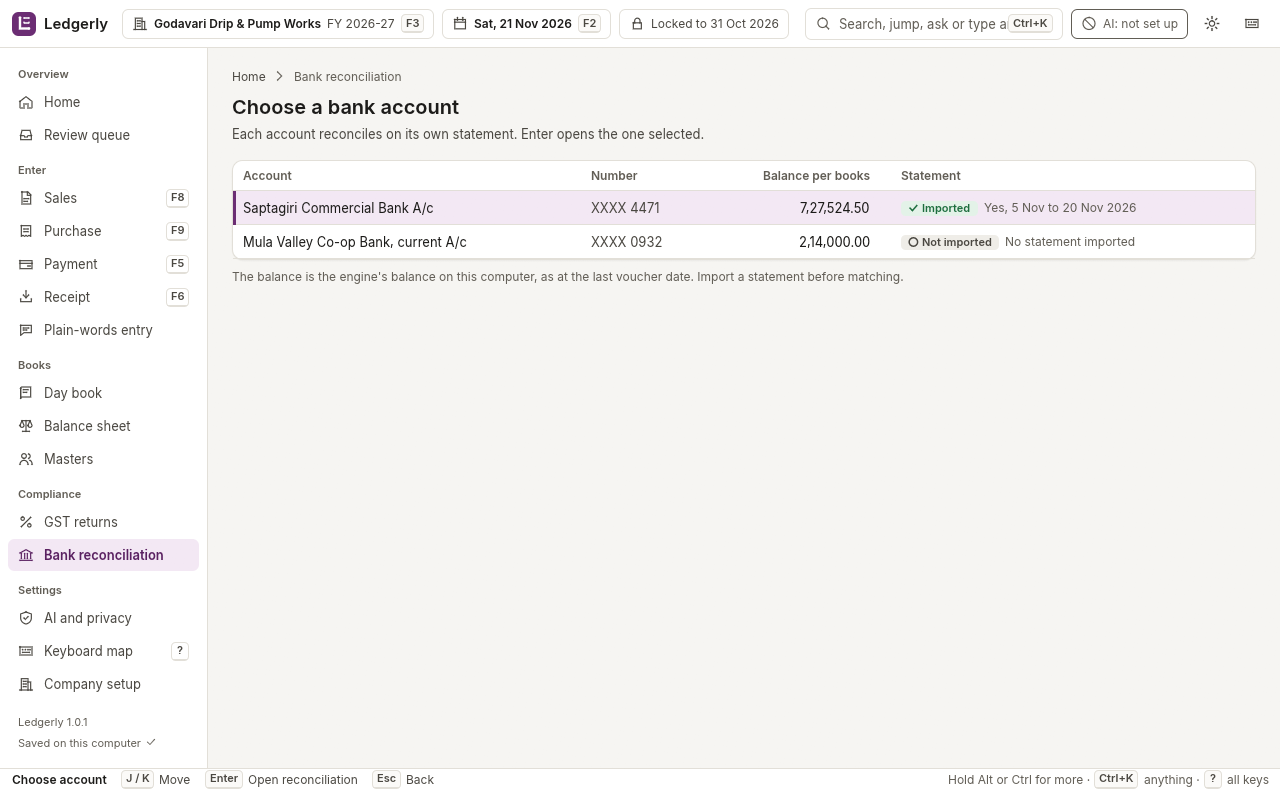 Ledgerly
Godavari Drip & Pump Works FY 2026-27 F3
Sat, 21 Nov 2026 F2
Locked to 31 Oct 2026
Search, jump, ask or type a Ctrl+K
AI: not set up
Overview
Home
Review queue
Enter
Sales F8
Purchase F9
Payment F5
Receipt F6
Plain-words entry
Books
Day book
Balance sheet
Masters
Compliance
GST returns
Bank reconciliation
Settings
AI and privacy
Keyboard map ?
Company setup
Ledgerly 1.0.1
Saved on this computer
Home Bank reconciliation
Choose a bank account
Each account reconciles on its own statement. Enter opens the one selected.
Account Number Balance per books Statement
Saptagiri Commercial Bank A/c XXXX 4471 7,27,524.50 Imported Yes, 5 Nov to 20 Nov 2026
Mula Valley Co-op Bank, current A/c XXXX 0932 2,14,000.00 Not imported No statement imported
The balance is the engine's balance on this computer, as at the last voucher date. Import a statement before matching.
Choose account J / K Move Enter Open reconciliation Esc Back
Hold Alt or Ctrl for more · Ctrl+K anything · ? all keys